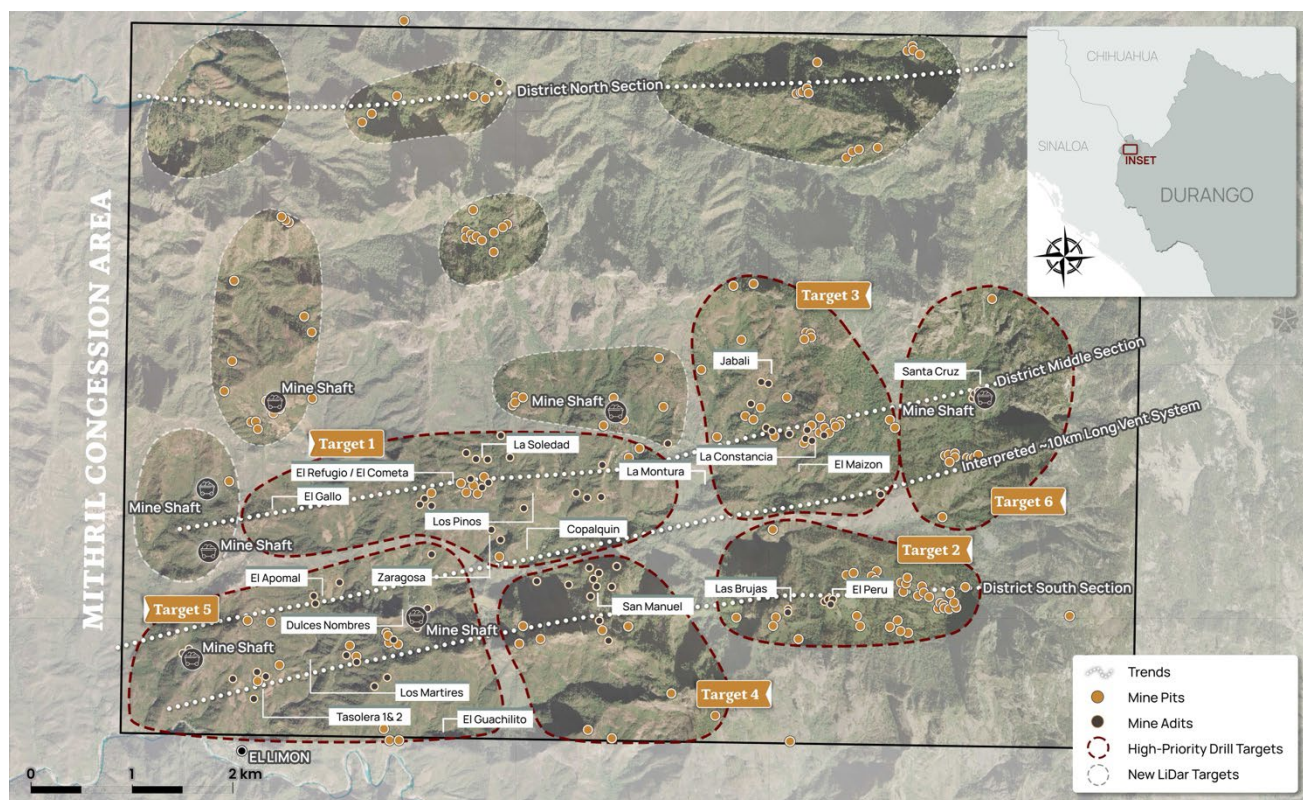 CHIHUAHUA
SINALOA
INSET
DURANGO
MITHRIL CONCESSION AREA
District North Section
Target 3
Jabali
Santa Cruz
District Middle Section
Mine Shaft
Mine Shaft
Mine Shaft
Interpreted ~10km Long Vent System
Target 1
La Soledad
El Refugio / El Cometa
La Montura
La Constancia
El Maizon
El Gallo
Target 6
Mine Shaft
Los Pinos
Copalquin
Mine Shaft
Target 2
El Apomal
Zaragosa
Las Brujas
El Peru
District South Section
Target 5
San Manuel
Dulces Nombres
Mine Shaft
Mine Shaft
Los Martires
Target 4
Tasolera 1& 2
El Guachilito
EL LIMON
0 1 2 km
Trends
Mine Pits
Mine Adits
High-Priority Drill Targets
New LiDar Targets